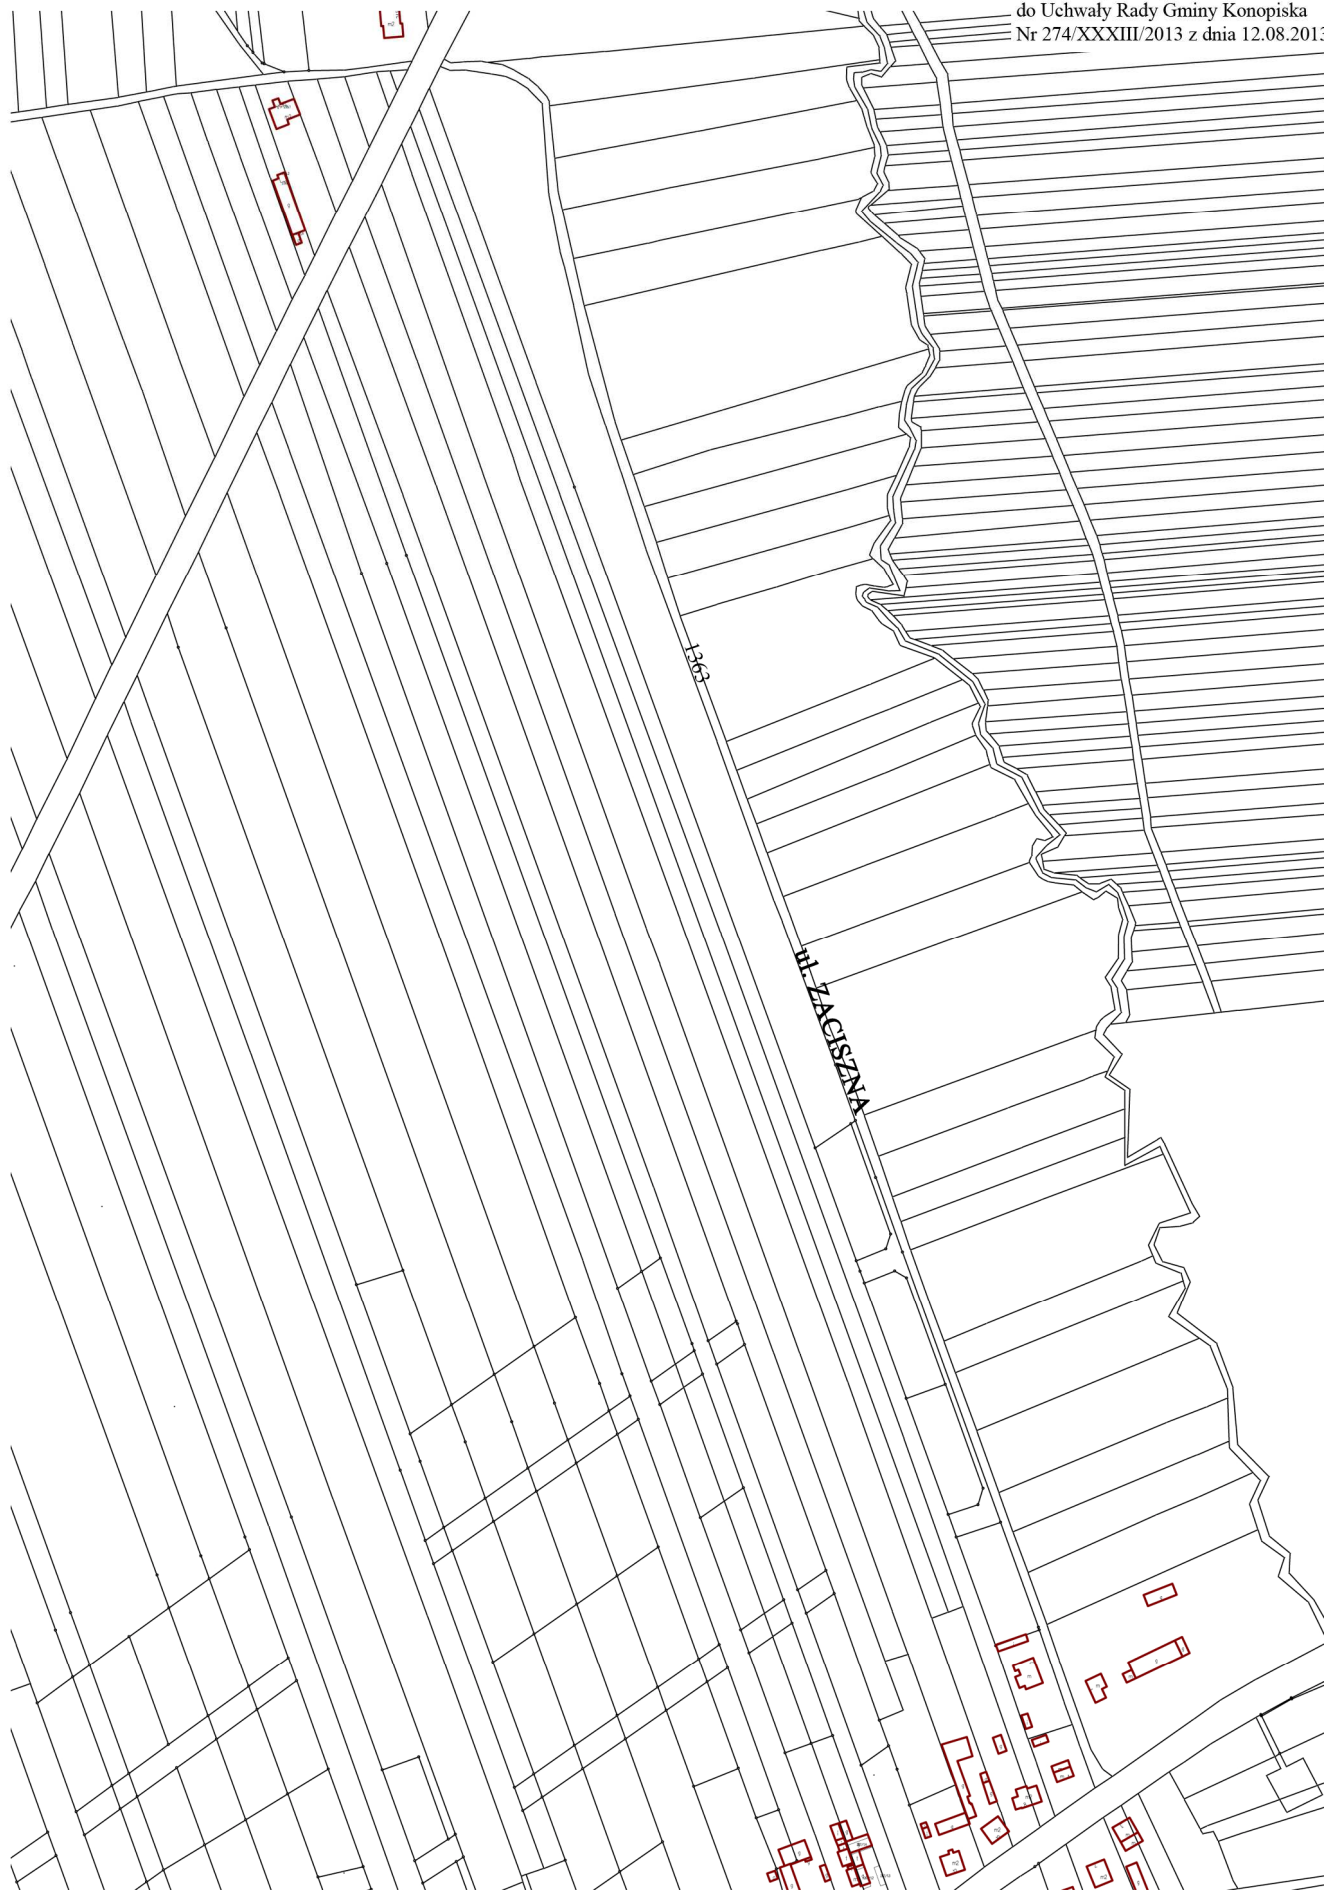 do Uchwały Rady Gminy Konopiska
Nr 274/XXXIII/2013 z dnia 12.08.2013
1363
ul. ZACISZNA